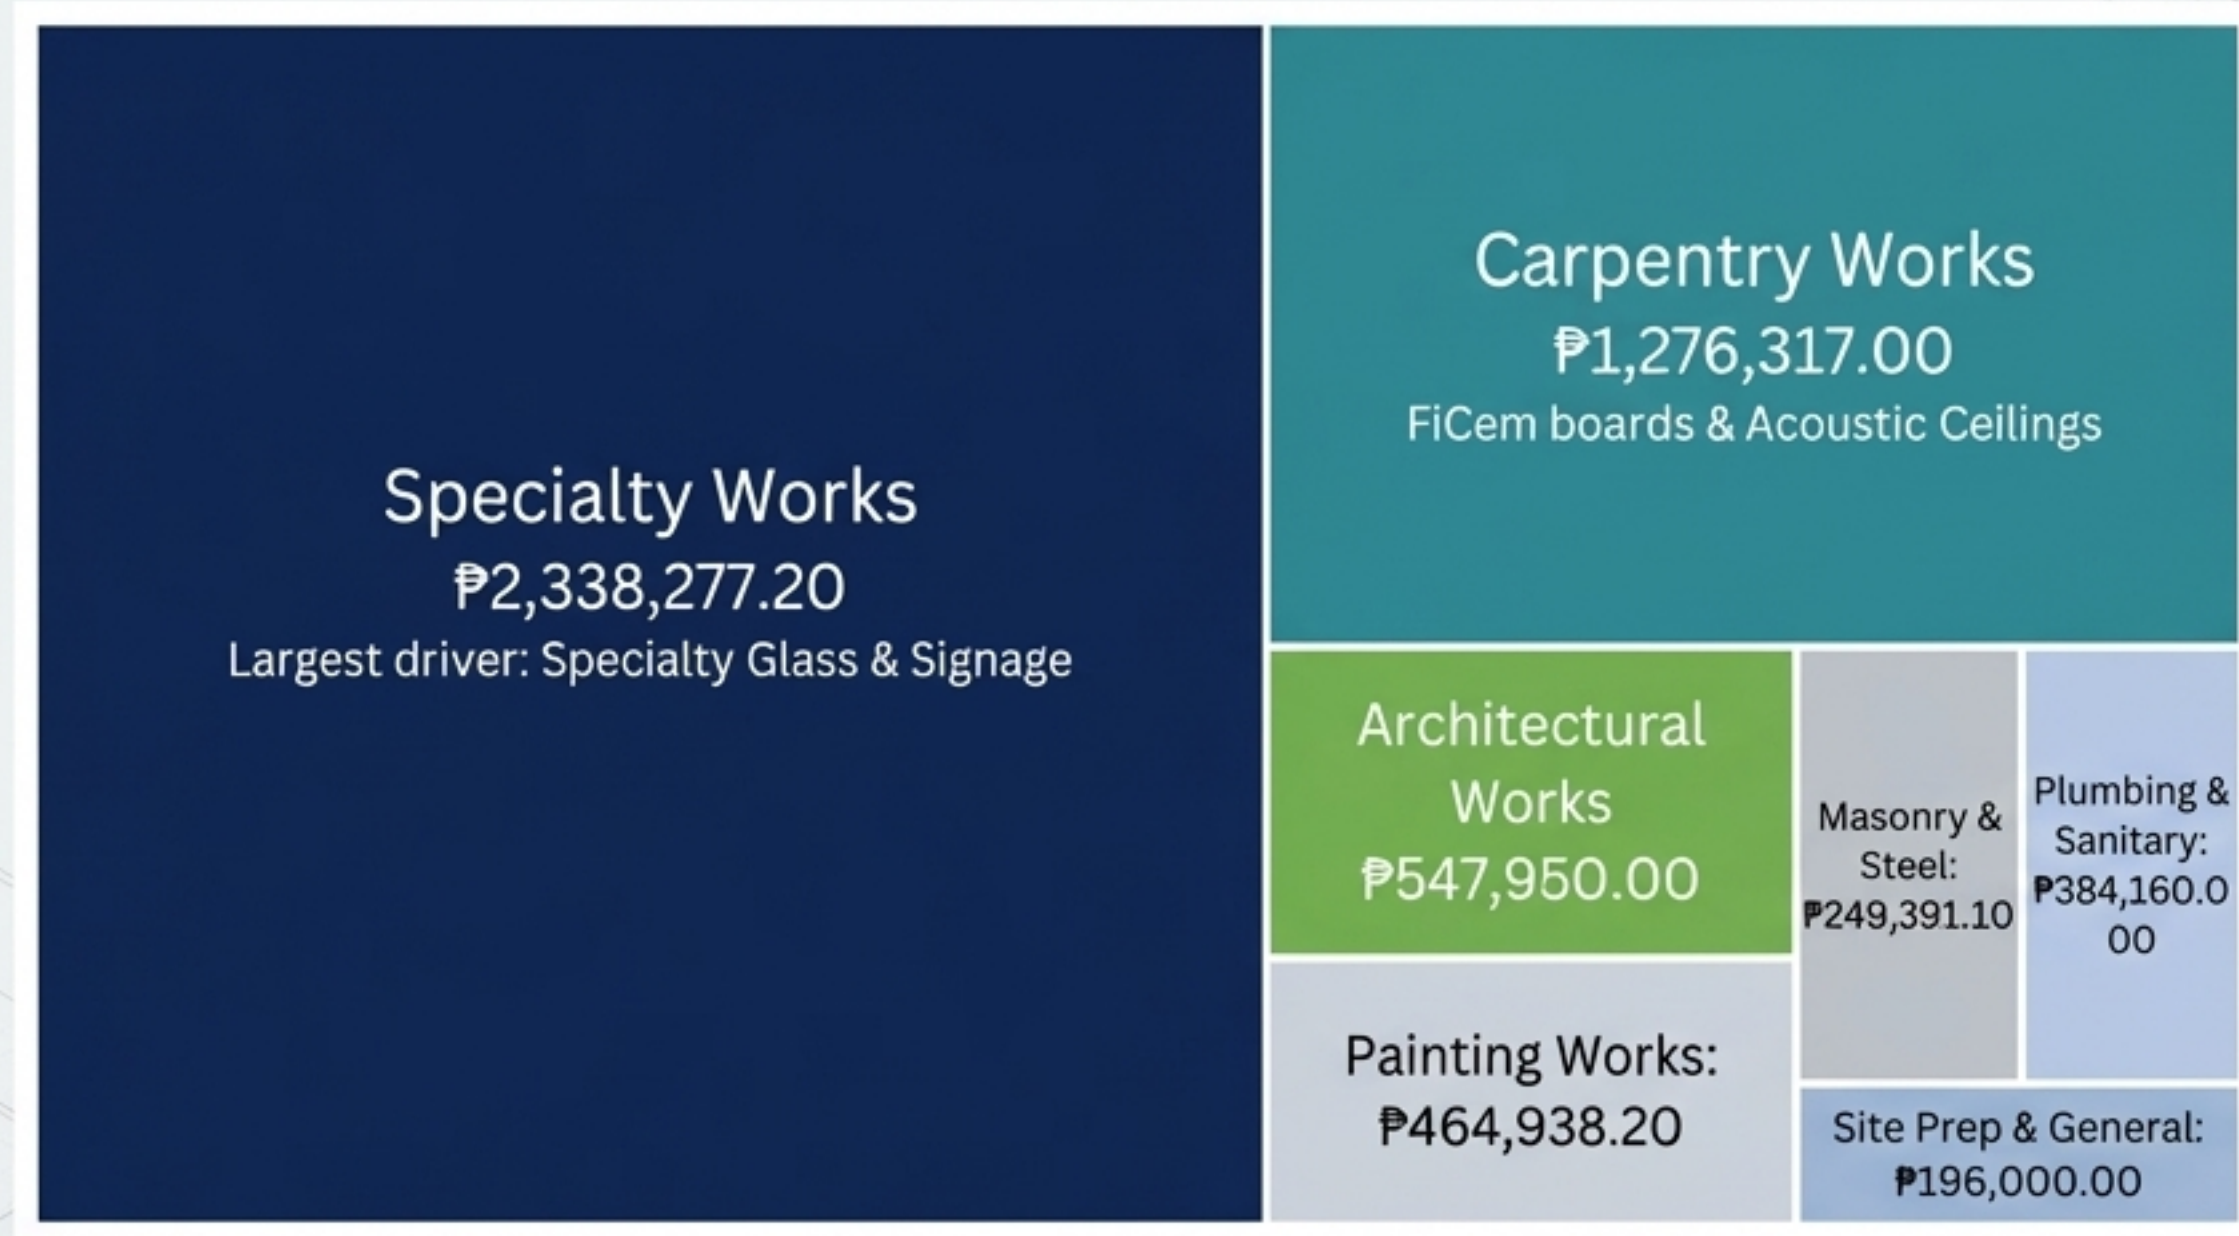 Specialty Works
₱2,338,277.20
Largest driver: Specialty Glass & Signage
Carpentry Works
₱1,276,317.00
FiCem boards & Acoustic Ceilings
Architectural
Works
₱547,950.00
Painting Works:
₱464,938.20
Masonry &
Steel:
₱249,391.10
Plumbing &
Sanitary:
₱384,160.0
00
Site Prep & General:
₱196,000.00